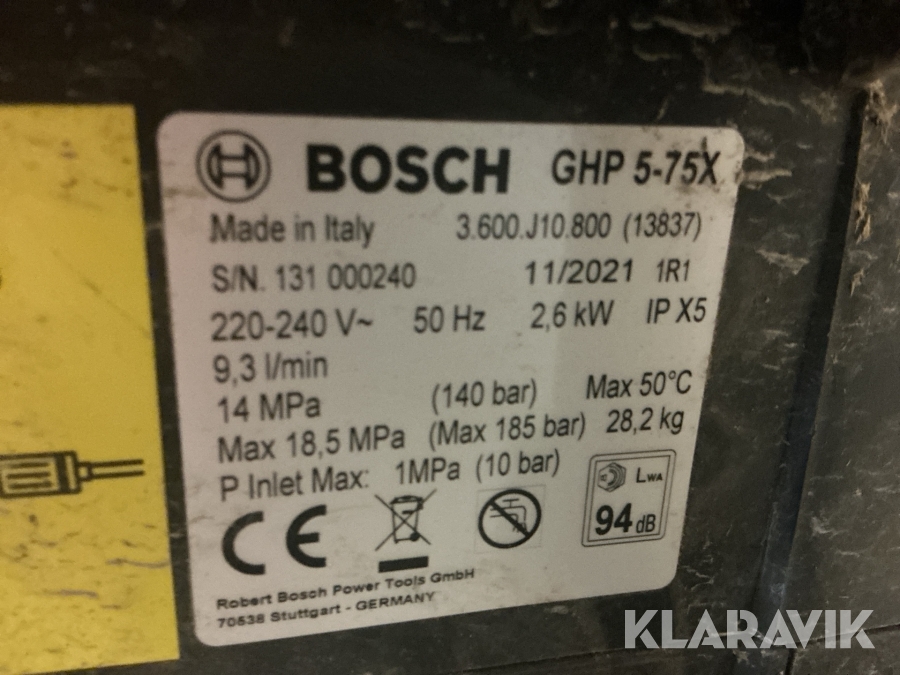 BOSCH GHP 5-75X
Made in Italy 3.600.J10.800 (13837)
S/N. 131 000240 11/2021 1R1
220-240 V~ 50 Hz 2,6 kW IP X5
9,3 l/min
14 MPa (140 bar) Max 50°C
Max 18,5 MPa (Max 185 bar) 28,2 kg
P Inlet Max: 1MPa (10 bar)
LWA
94 dB
CE
Robert Bosch Power Tools GmbH
70538 Stuttgart - GERMANY
KLARAVIK